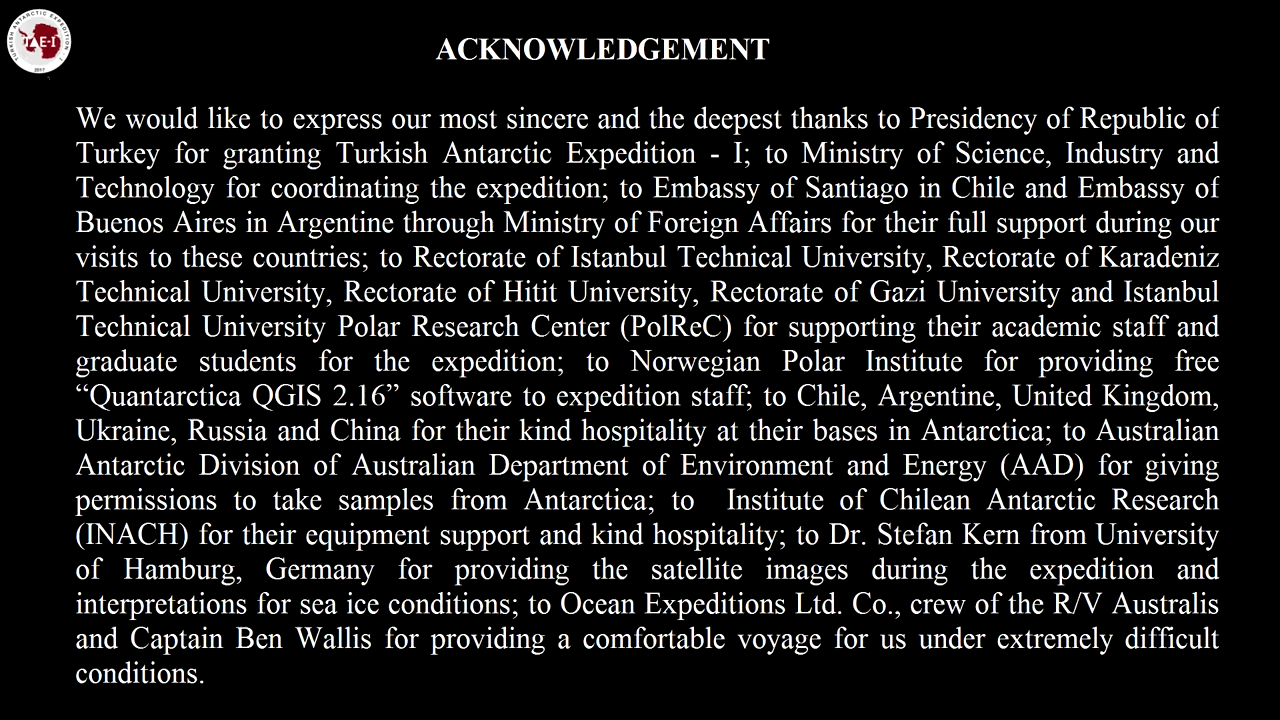 TURKISH ANTARCTIC EXPEDITION - I
TAE-I
2017
ACKNOWLEDGEMENT
We would like to express our most sincere and the deepest thanks to Presidency of Republic of
Turkey for granting Turkish Antarctic Expedition - I; to Ministry of Science, Industry and
Technology for coordinating the expedition; to Embassy of Santiago in Chile and Embassy of
Buenos Aires in Argentine through Ministry of Foreign Affairs for their full support during our
visits to these countries; to Rectorate of Istanbul Technical University, Rectorate of Karadeniz
Technical University, Rectorate of Hitit University, Rectorate of Gazi University and Istanbul
Technical University Polar Research Center (PolReC) for supporting their academic staff and
graduate students for the expedition; to Norwegian Polar Institute for providing free
“Quantarctica QGIS 2.16” software to expedition staff; to Chile, Argentine, United Kingdom,
Ukraine, Russia and China for their kind hospitality at their bases in Antarctica; to Australian
Antarctic Division of Australian Department of Environment and Energy (AAD) for giving
permissions to take samples from Antarctica; to Institute of Chilean Antarctic Research
(INACH) for their equipment support and kind hospitality; to Dr. Stefan Kern from University
of Hamburg, Germany for providing the satellite images during the expedition and
interpretations for sea ice conditions; to Ocean Expeditions Ltd. Co., crew of the R/V Australis
and Captain Ben Wallis for providing a comfortable voyage for us under extremely difficult
conditions.